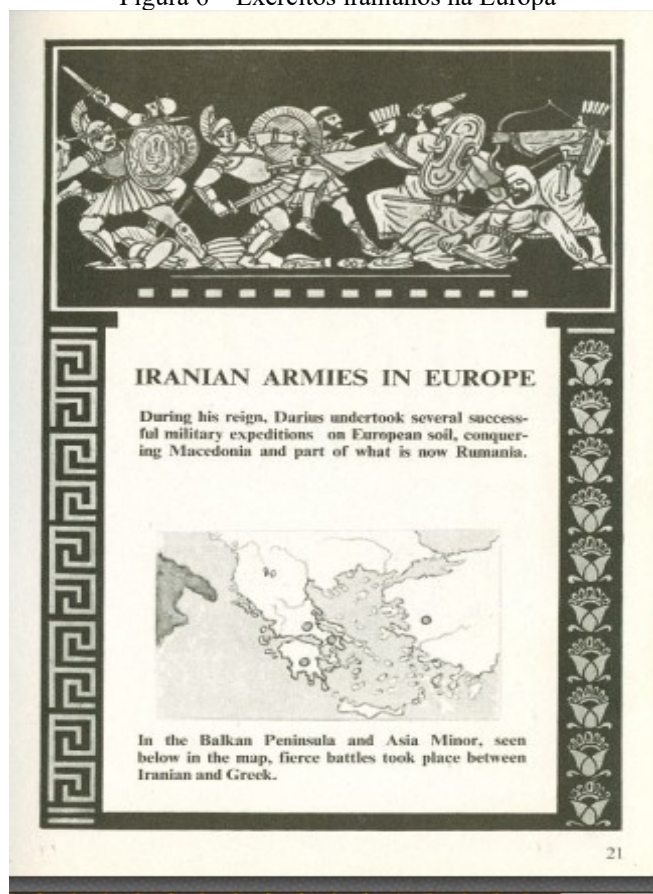 Figura 6 – Exércitos iranianos na Europa
IRANIAN ARMIES IN EUROPE
During his reign, Darius undertook several success-
ful military expeditions on European soil, conquer-
ing Macedonia and part of what is now Rumania.
In the Balkan Peninsula and Asia Minor, seen
below in the map, fierce battles took place between
Iranian and Greek.
21